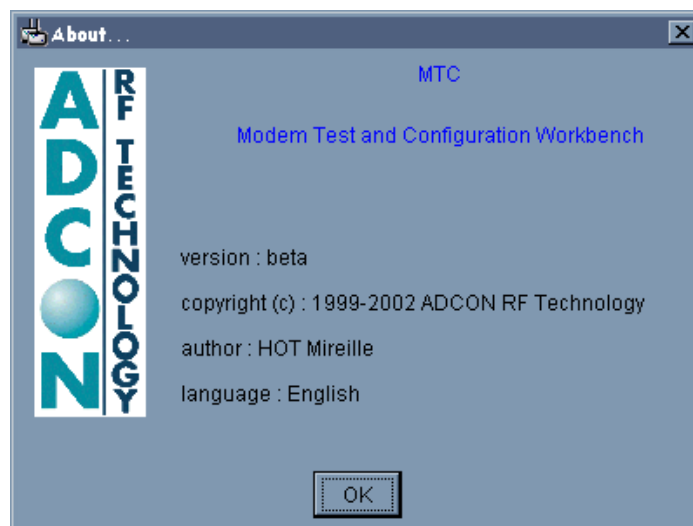 About...
ADCON
RF TECHNOLOGY
MTC
Modem Test and Configuration Workbench
version : beta
copyright (c) : 1999-2002 ADCON RF Technology
author : HOT Mireille
language : English
OK